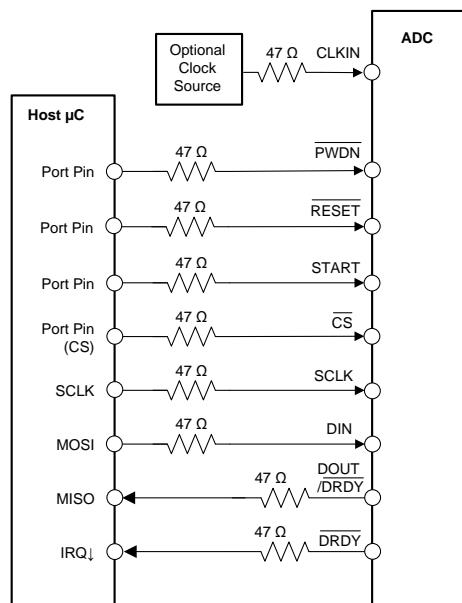 ADC
Optional
Clock
Source
47 Ω
CLKIN
Host µC
Port Pin
47 Ω
PWDN
Port Pin
47 Ω
RESET
Port Pin
47 Ω
START
Port Pin
(CS)
47 Ω
CS
SCLK
47 Ω
SCLK
MOSI
47 Ω
DIN
MISO
47 Ω
DOUT
/DRDY
IRQ↓
47 Ω
DRDY